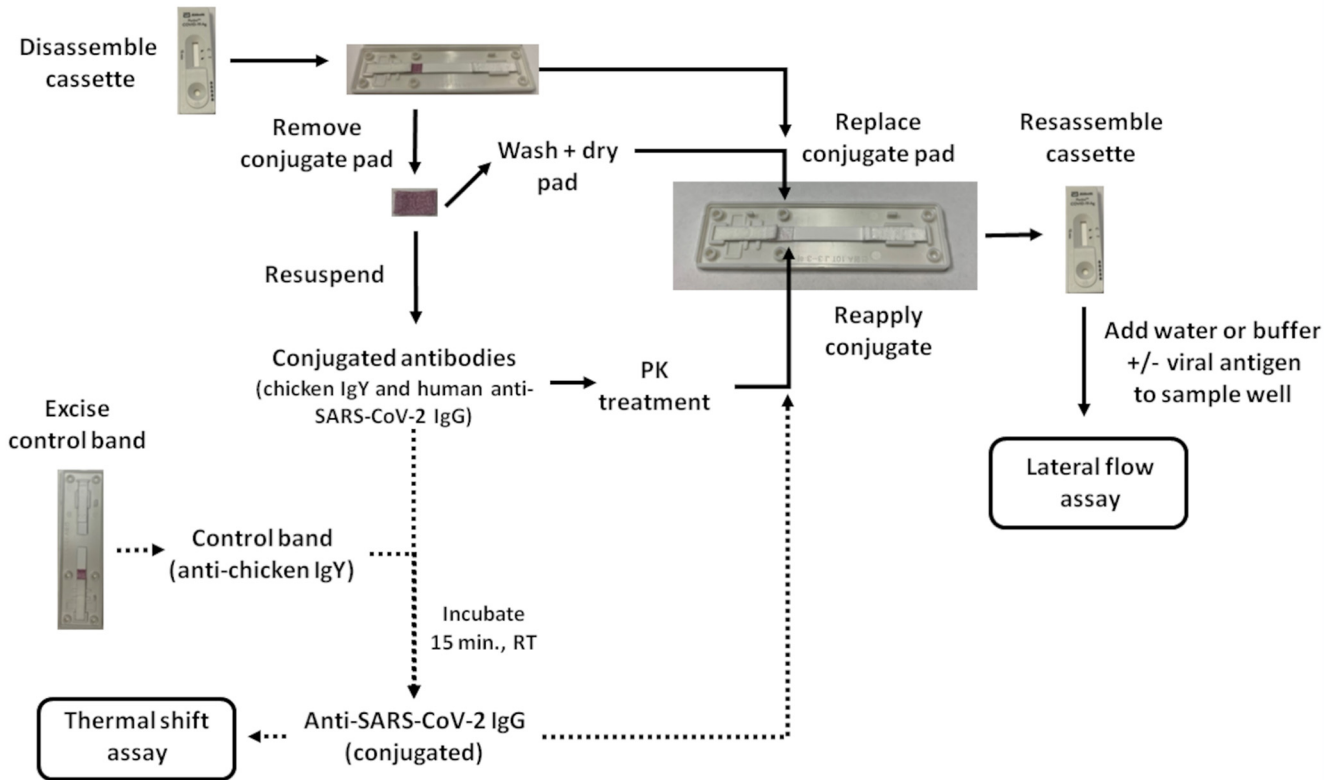 Disassemble
cassette
Remove
conjugate pad
Wash + dry
pad
Replace
conjugate pad
Resassemble
cassette
Resuspend
Reapply
conjugate
Add water or buffer
+/- viral antigen
to sample well
Conjugated antibodies
(chicken IgY and human anti-
SARS-CoV-2 IgG)
PK
treatment
Excise
control band
Lateral flow
assay
Control band
(anti-chicken IgY)
Incubate
15 min., RT
Thermal shift
assay
Anti-SARS-CoV-2 IgG
(conjugated)